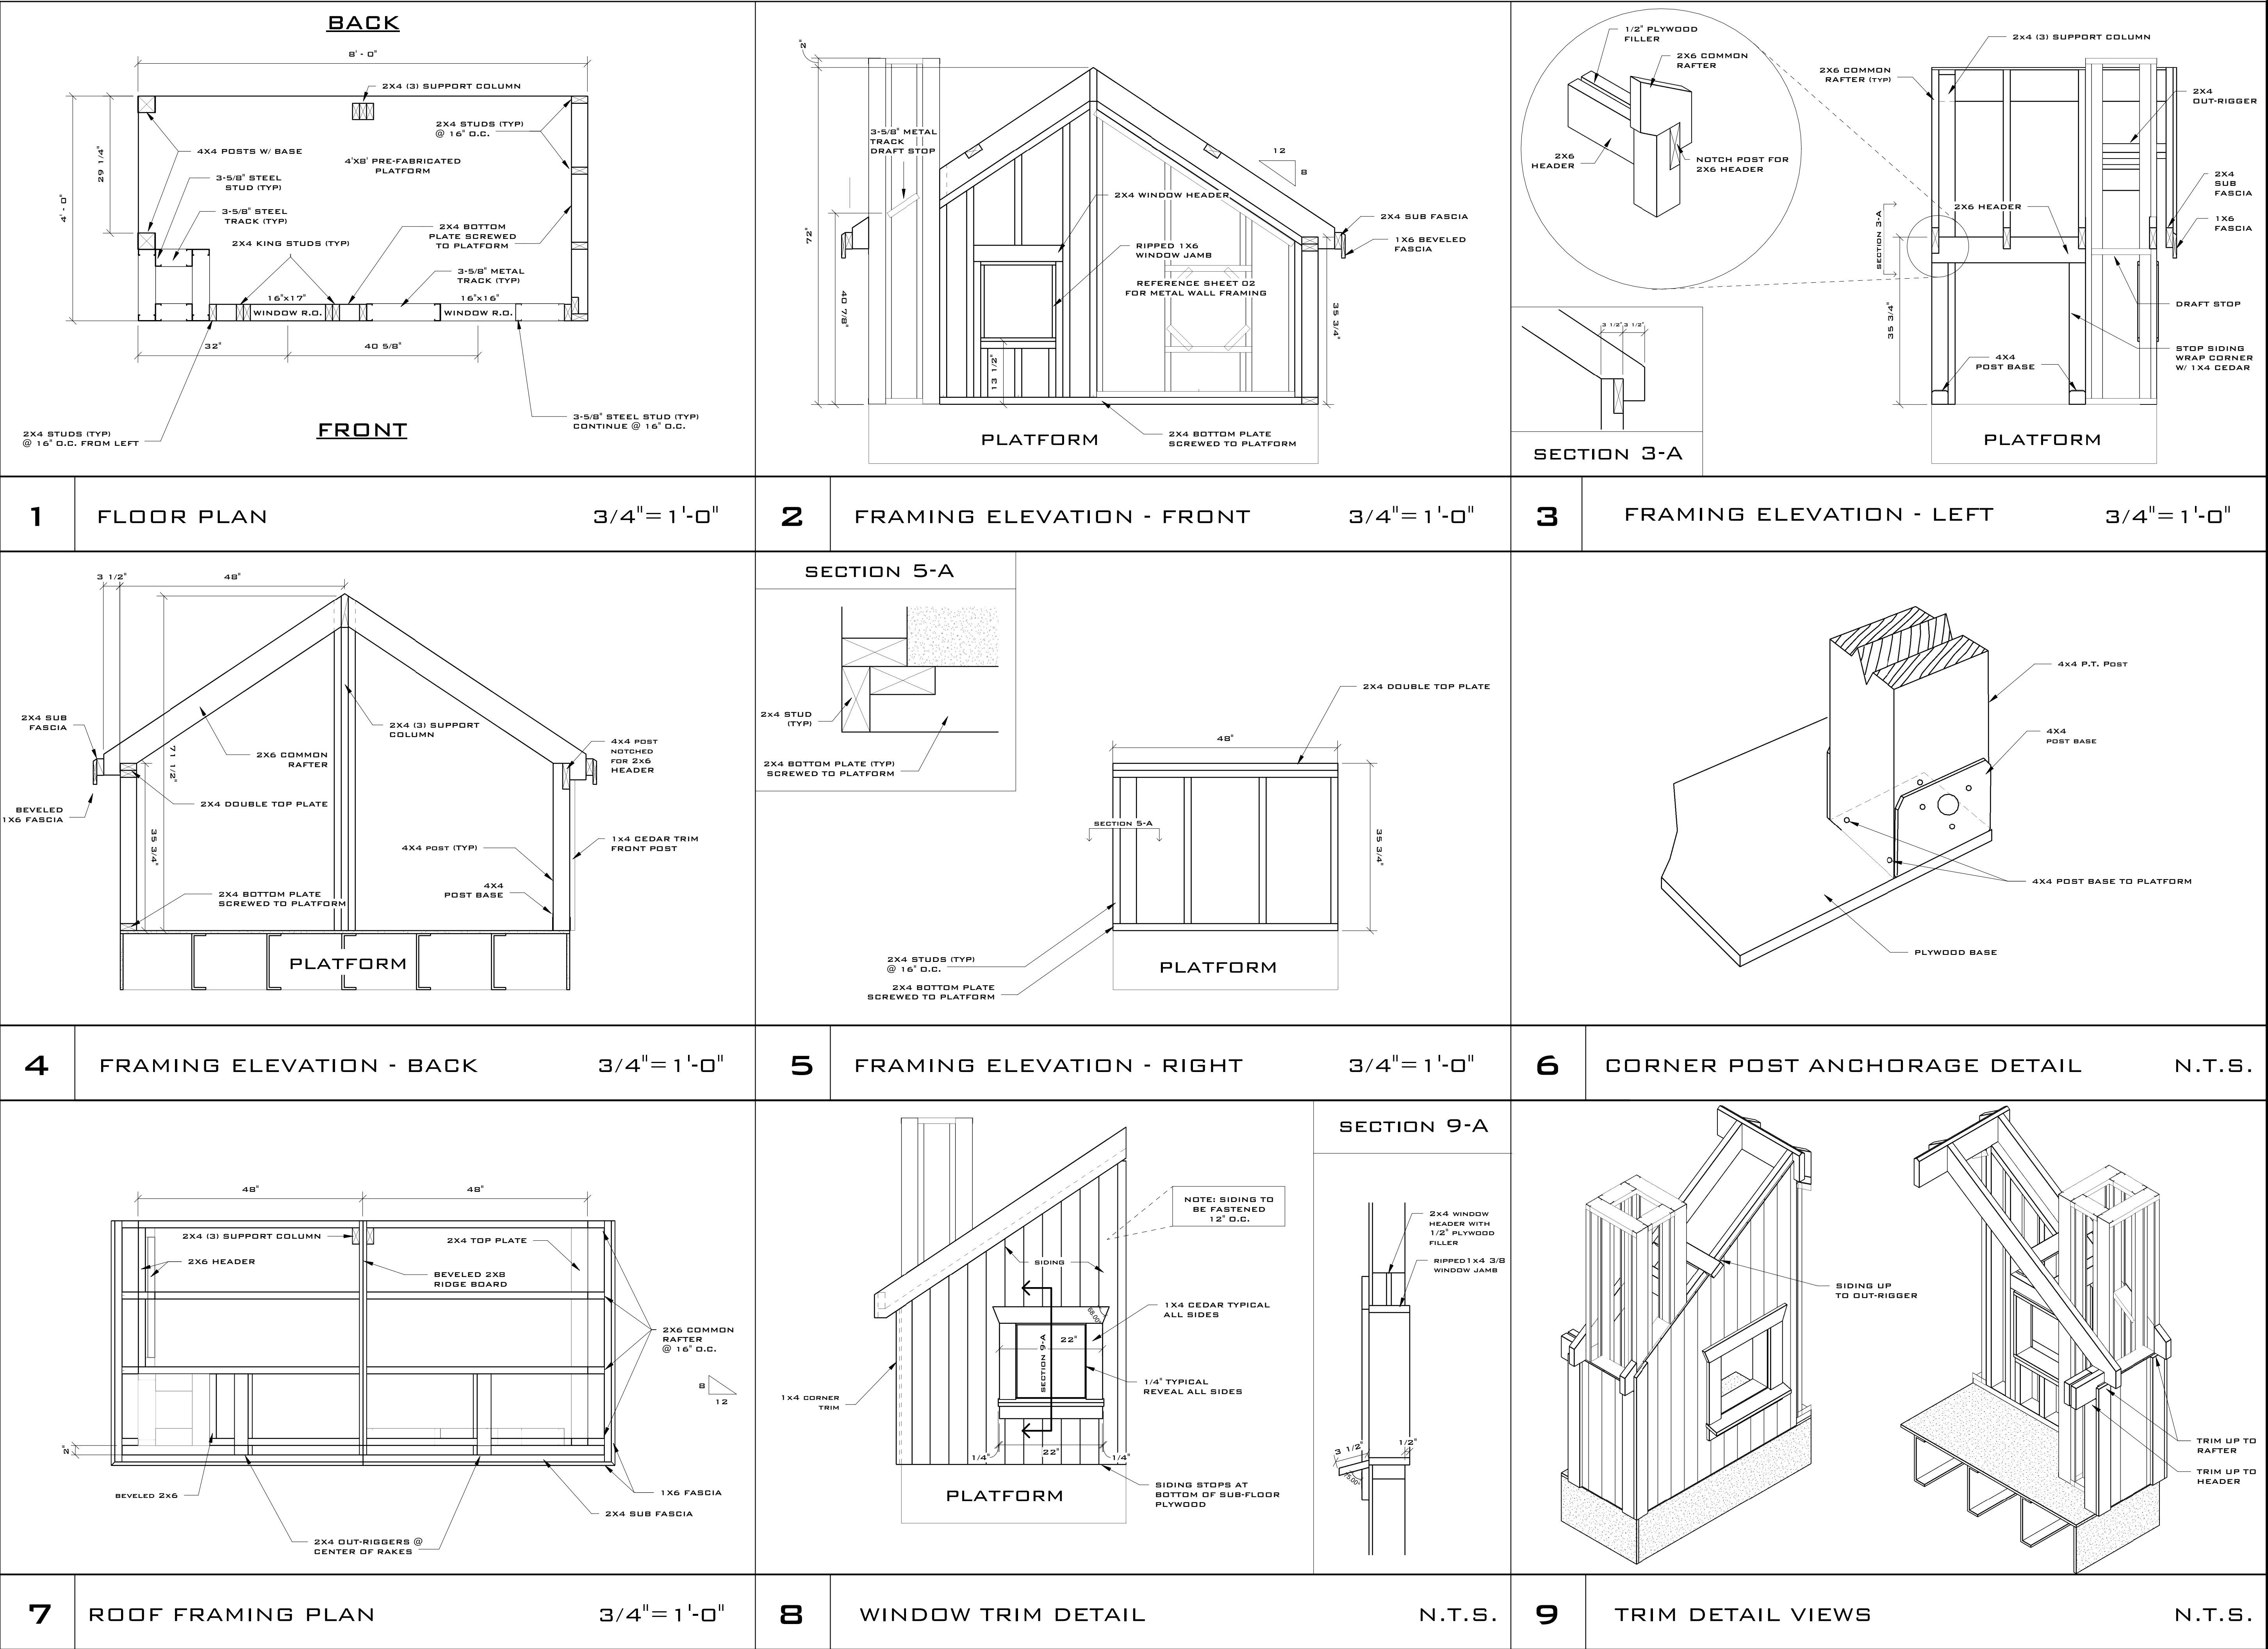 BACK
8' - 0"
2X4 (3) SUPPORT COLUMN
2X4 STUDS (TYP)
@ 16" O.C.
4X4 POSTS W/ BASE
4'X8' PRE-FABRICATED
PLATFORM
29 1/4"
4' - 0"
3-5/8" STEEL
STUD (TYP)
3-5/8" STEEL
TRACK (TYP)
2X4 KING STUDS (TYP)
2X4 BOTTOM
PLATE SCREWED
TO PLATFORM
3-5/8" METAL
TRACK (TYP)
16"x17"
WINDOW R.O.
16"x16"
WINDOW R.O.
32"
40 5/8"
3-5/8" STEEL STUD (TYP)
CONTINUE @ 16" O.C.
FRONT
2X4 STUDS (TYP)
@ 16" O.C. FROM LEFT
1
FLOOR PLAN
3/4"= 1'-0"
2"
72"
40 7/8"
3-5/8" METAL
TRACK
DRAFT STOP
12
8
2X4 WINDOW HEADER
2X4 SUB FASCIA
1X6 BEVELED
FASCIA
RIPPED 1X6
WINDOW JAMB
REFERENCE SHEET 02
FOR METAL WALL FRAMING
35 3/4"
13 1/2"
PLATFORM
2X4 BOTTOM PLATE
SCREWED TO PLATFORM
2
FRAMING ELEVATION - FRONT
3/4"= 1'-0"
1/2" PLYWOOD
FILLER
2X6 COMMON
RAFTER
2X6
HEADER
NOTCH POST FOR
2X6 HEADER
2x4 (3) SUPPORT COLUMN
2X6 COMMON
RAFTER (TYP)
2X4
OUT-RIGGER
2X4
SUB
FASCIA
2X6 HEADER
1X6
FASCIA
SECTION 3-A
DRAFT STOP
35 3/4"
STOP SIDING
WRAP CORNER
W/ 1X4 CEDAR
4X4
POST BASE
3 1/2" 3 1/2"
SECTION 3-A
PLATFORM
3
FRAMING ELEVATION - LEFT
3/4"= 1'-0"
3 1/2"
48"
2X4 SUB
FASCIA
2X4 (3) SUPPORT
COLUMN
71 1/2"
2X6 COMMON
RAFTER
4X4 POST
NOTCHED
FOR 2X6
HEADER
2X4 DOUBLE TOP PLATE
BEVELED
1X6 FASCIA
35 3/4"
1x4 CEDAR TRIM
FRONT POST
4X4 POST (TYP)
4X4
POST BASE
2X4 BOTTOM PLATE
SCREWED TO PLATFORM
PLATFORM
4
FRAMING ELEVATION - BACK
3/4"= 1'-0"
SECTION 5-A
2x4 STUD
(TYP)
2X4 BOTTOM PLATE (TYP)
SCREWED TO PLATFORM
2X4 DOUBLE TOP PLATE
48"
SECTION 5-A
35 3/4"
2X4 STUDS (TYP)
@ 16" O.C.
2X4 BOTTOM PLATE
SCREWED TO PLATFORM
PLATFORM
5
FRAMING ELEVATION - RIGHT
3/4"= 1'-0"
4x4 P.T. Post
4X4
POST BASE
4X4 POST BASE TO PLATFORM
PLYWOOD BASE
6
CORNER POST ANCHORAGE DETAIL
N.T.S.
48"
48"
2X4 (3) SUPPORT COLUMN
2X4 TOP PLATE
2X6 HEADER
BEVELED 2X8
RIDGE BOARD
2X6 COMMON
RAFTER
@ 16" O.C.
8
12
2"
BEVELED 2x6
1X6 FASCIA
2X4 SUB FASCIA
2X4 OUT-RIGGERS @
CENTER OF RAKES
7
ROOF FRAMING PLAN
3/4"= 1'-0"
NOTE: SIDING TO
BE FASTENED
12" O.C.
SIDING
1X4 CEDAR TYPICAL
ALL SIDES
22"
SECTION 9-A
1/4" TYPICAL
REVEAL ALL SIDES
1x4 CORNER
TRIM
1/4"
22"
1/4"
SIDING STOPS AT
BOTTOM OF SUB-FLOOR
PLYWOOD
PLATFORM
SECTION 9-A
2x4 WINDOW
HEADER WITH
1/2" PLYWOOD
FILLER
RIPPED1x4 3/8
WINDOW JAMB
3 1/2"
1/2"
8
WINDOW TRIM DETAIL
N.T.S.
SIDING UP
TO OUT-RIGGER
TRIM UP TO
RAFTER
TRIM UP TO
HEADER
9
TRIM DETAIL VIEWS
N.T.S.